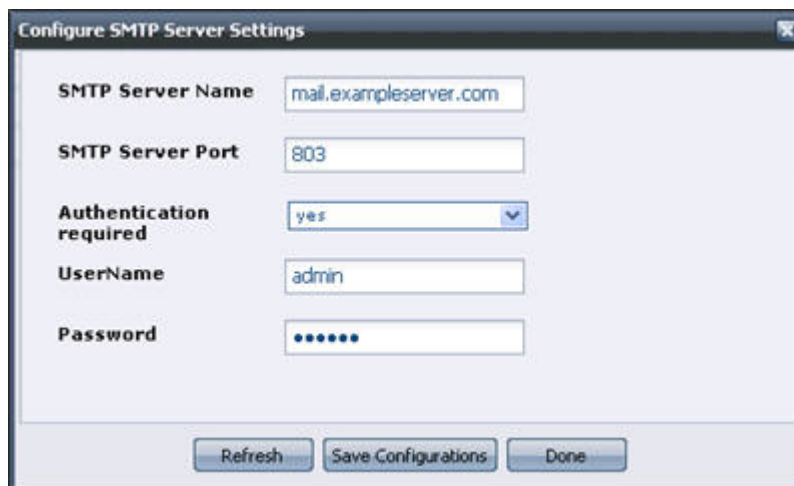 Configure SMTP Server Settings
SMTP Server Name mail.exampleserver.com
SMTP Server Port 803
Authentication
required yes
UserName admin
Password ••••••
Refresh Save Configurations Done